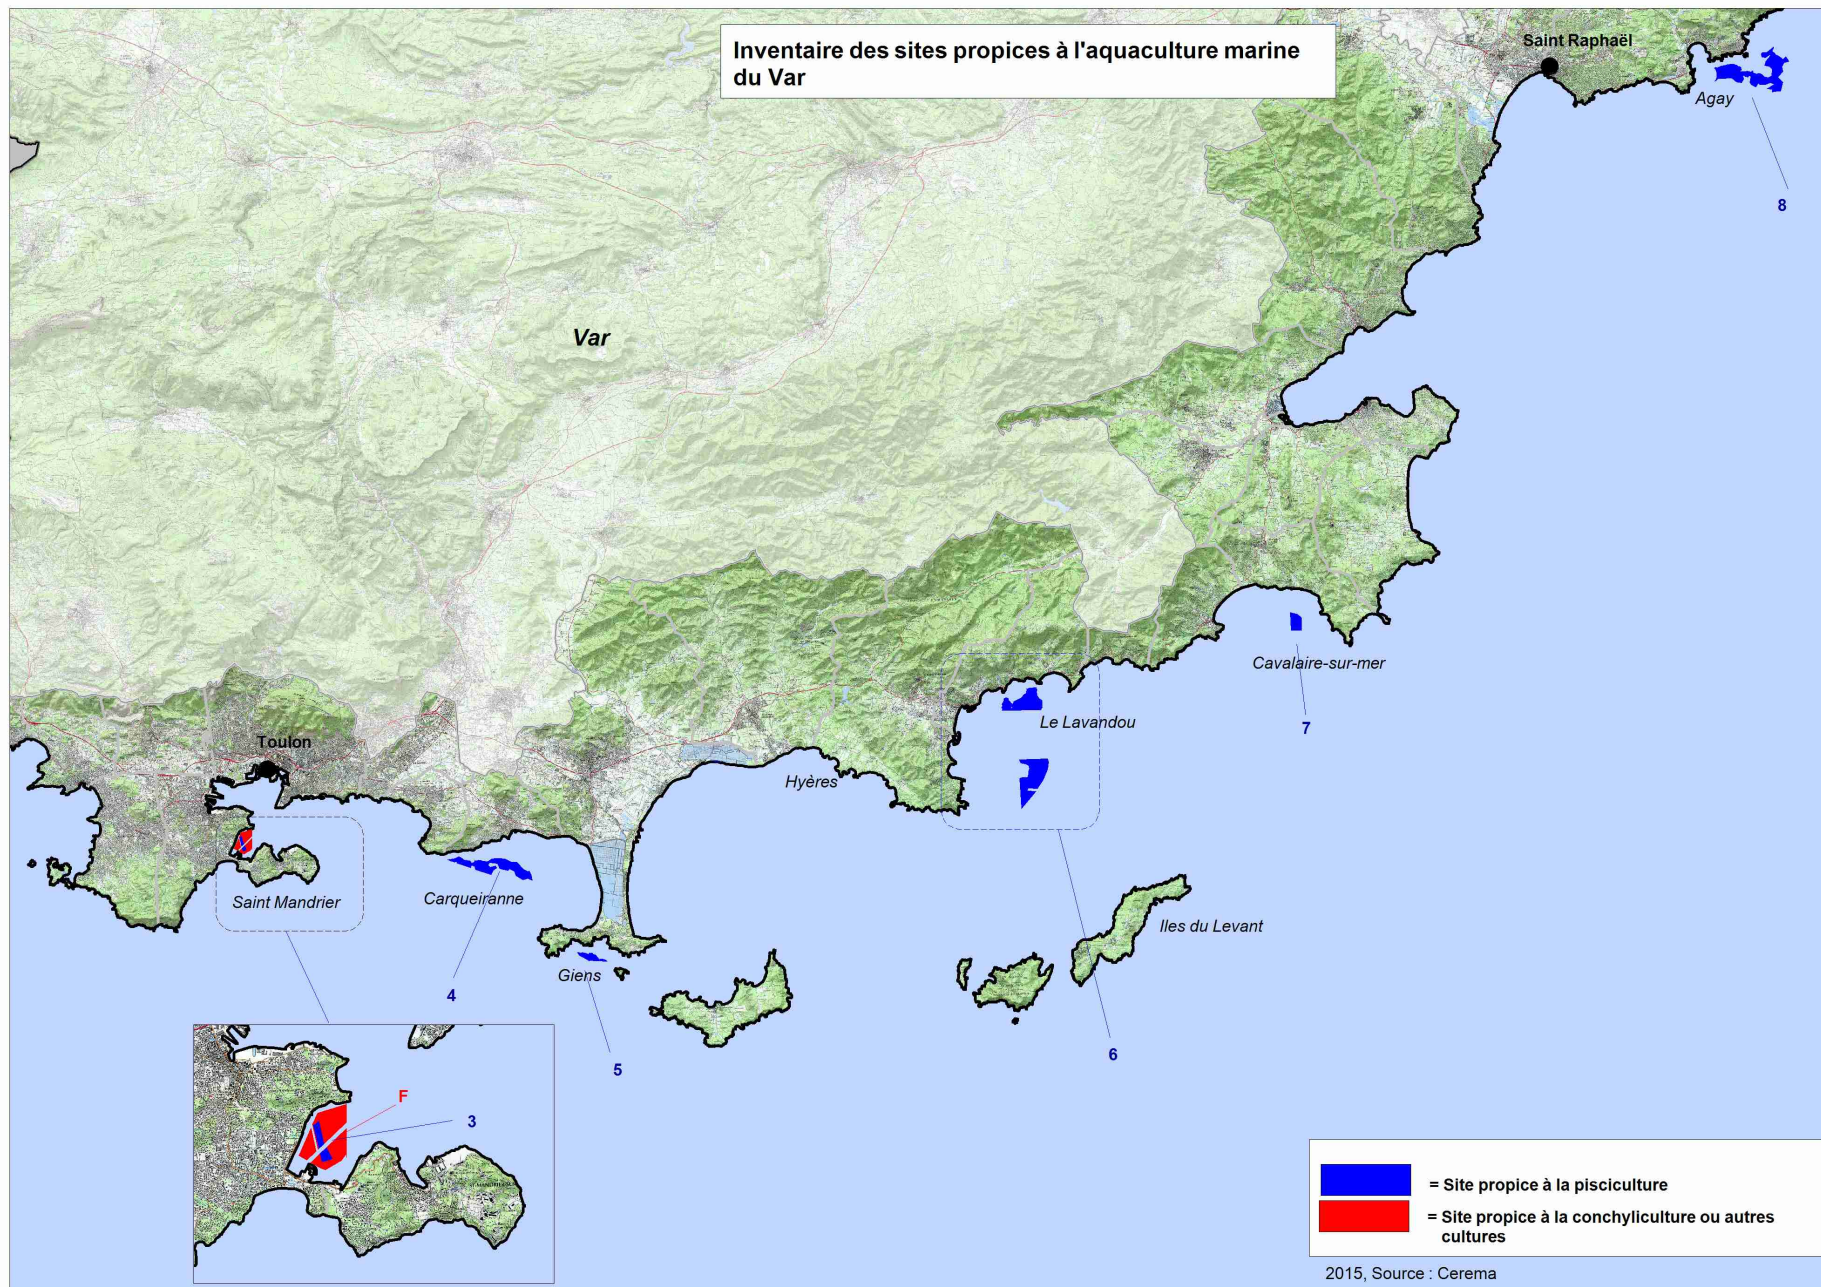 Inventaire des sites propices à l'aquaculture marine
du Var
Saint Raphaël
Agay
8
Var
Cavalaire-sur-mer
7
Le Lavandou
Toulon
Hyères
Saint Mandrier
Carqueiranne
Iles du Levant
Giens
4
5
6
F
3
= Site propice à la pisciculture
= Site propice à la conchyliculture ou autres
cultures
2015, Source : Cerema